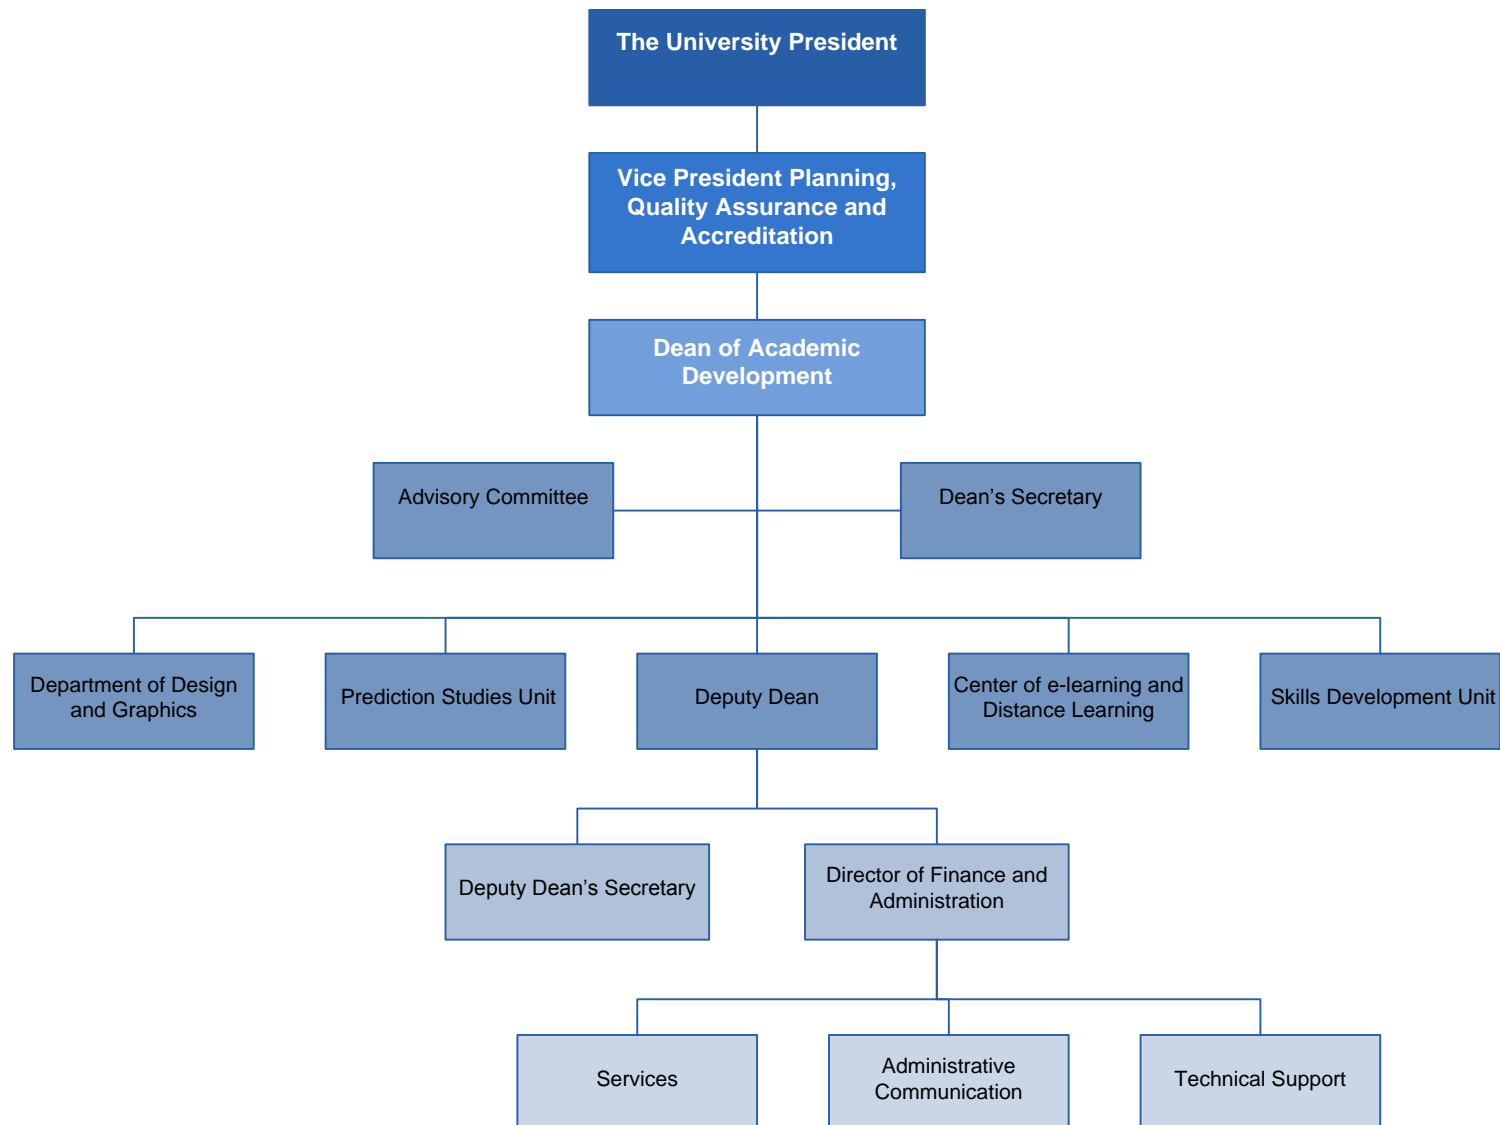 The University President
Vice President Planning,
Quality Assurance and
Accreditation
Dean of Academic
Development
Advisory Committee
Dean’s Secretary
Department of Design
and Graphics
Prediction Studies Unit
Deputy Dean
Center of e-learning and
Distance Learning
Skills Development Unit
Deputy Dean’s Secretary
Director of Finance and
Administration
Services
Administrative
Communication
Technical Support